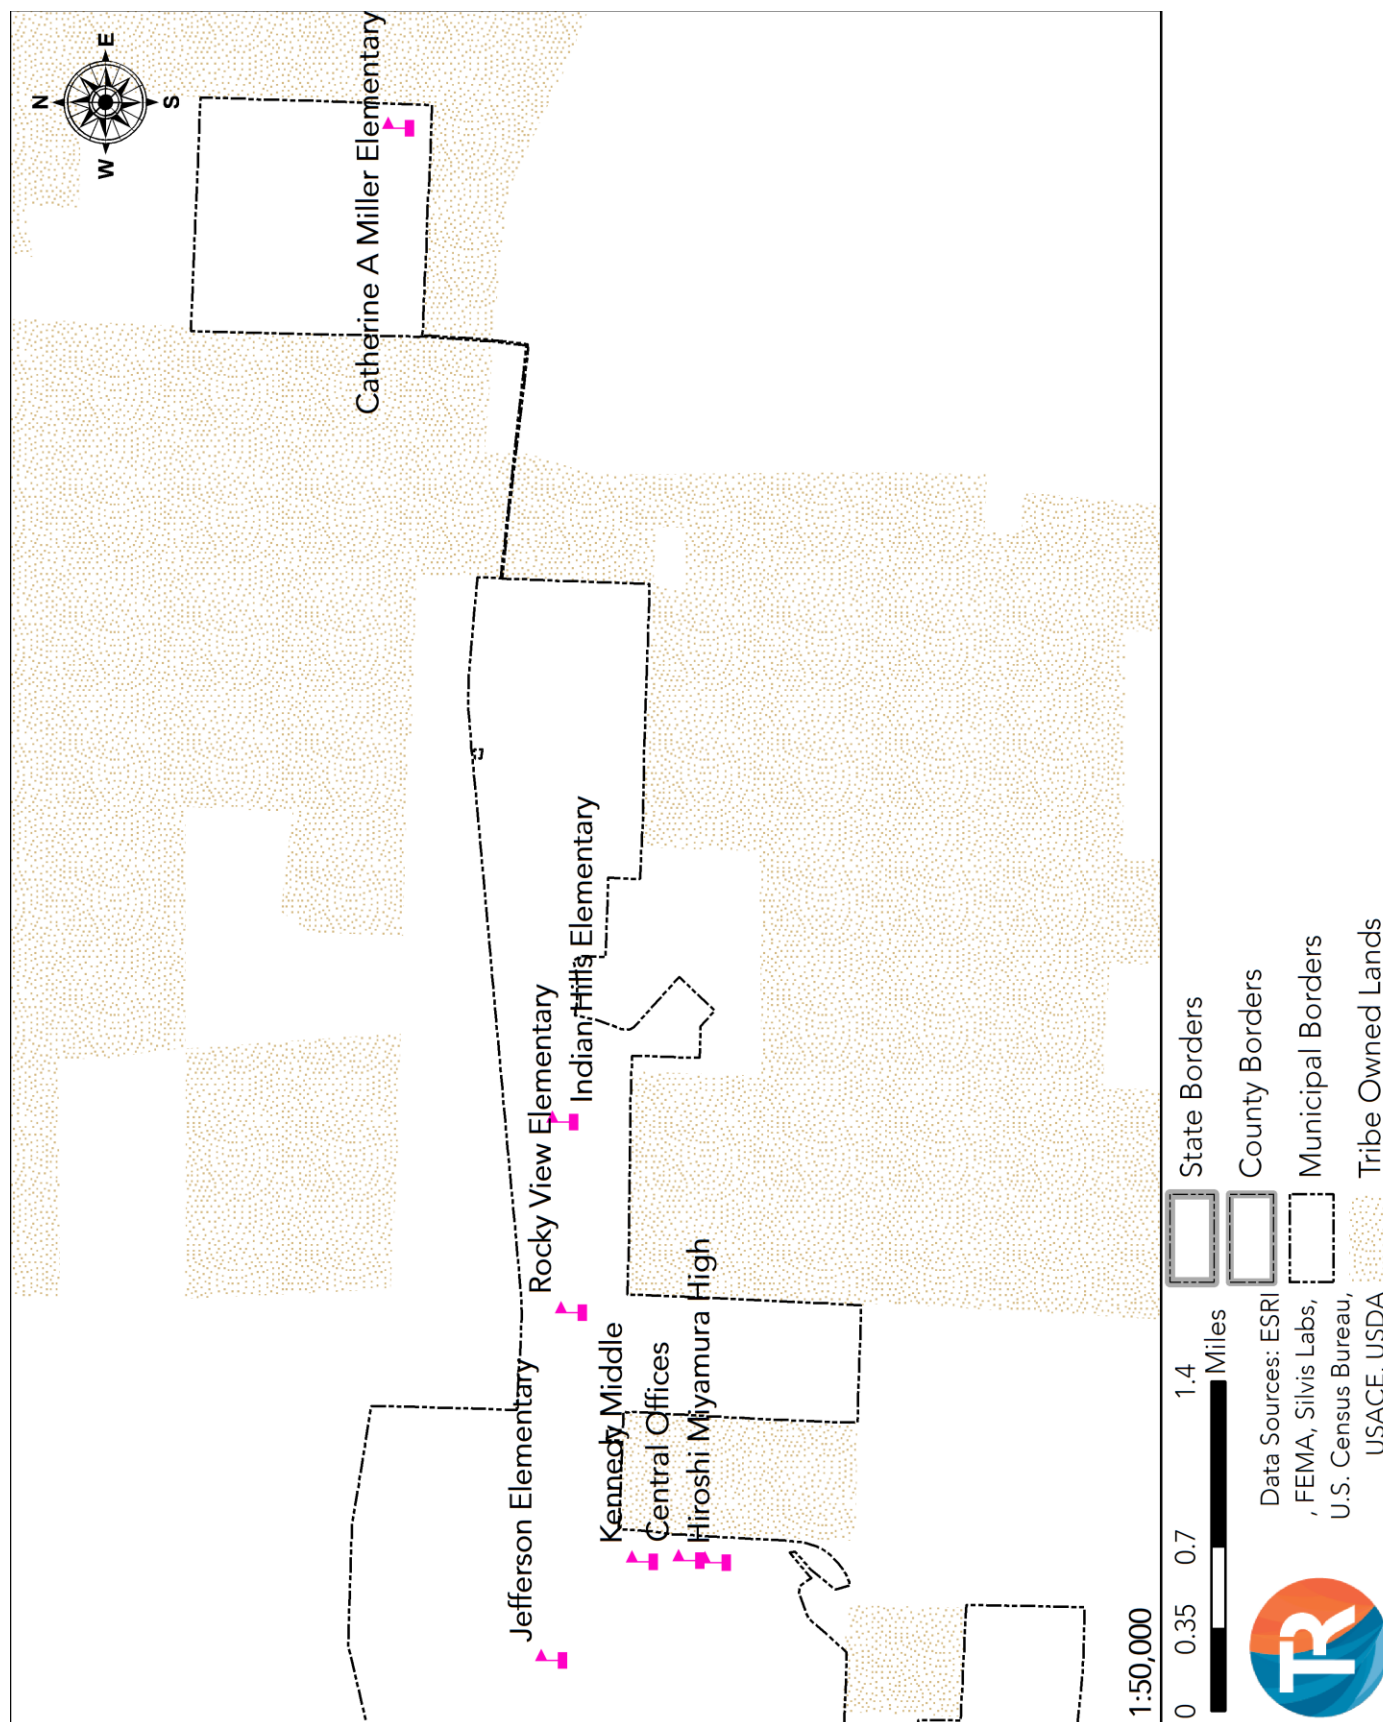 N
E
S
W
Catherine A Miller Elementary
Indian Hills Elementary
Rocky View Elementary
Jefferson Elementary
Kennedy Middle
Central Offices
Hiroshi Miyamura High
1:50,000
0 0.35 0.7 1.4
Miles
State Borders
County Borders
Municipal Borders
Tribe Owned Lands
Data Sources: ESRI
, FEMA, Silvis Labs,
U.S. Census Bureau,
USACE, USDA
TR